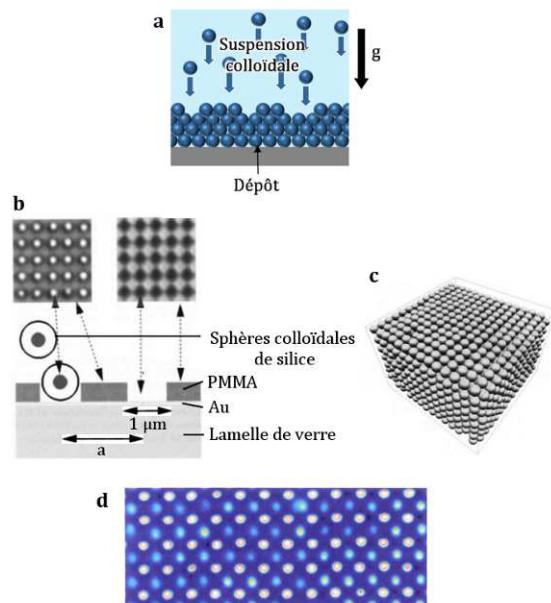 a
Suspension
colloïdale
g
Dépôt
b
c
Sphères colloïdales
de silice
PMMA
Au
1 µm
a
Lamelle de verre
d